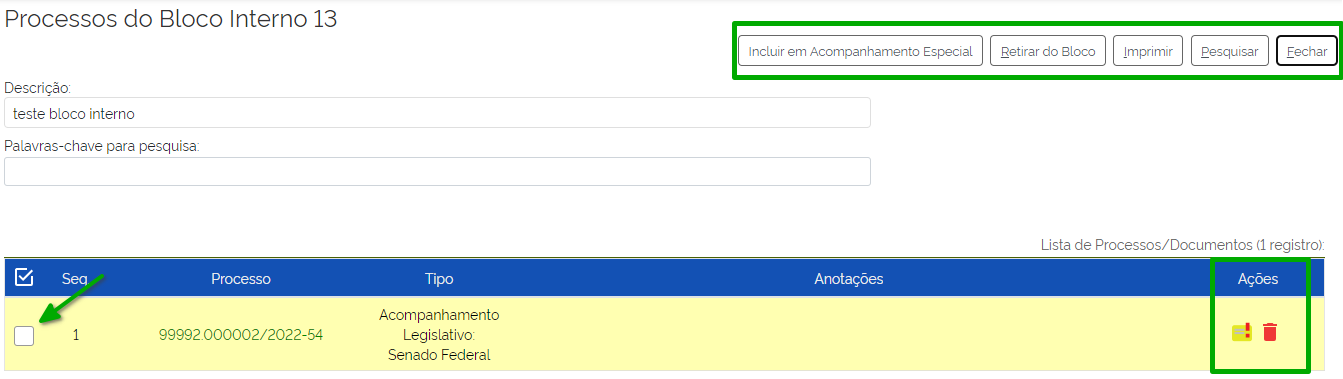 Processos do Bloco Interno 13
Incluir em Acompanhamento Especial Retirar do Bloco Imprimir Pesquisar Fechar
Descrição:
teste bloco interno
Palavras-chave para pesquisa:
Lista de Processos/Documentos (1 registro):
Seq. Processo Tipo Anotações Ações
1 99992.000002/2022-54 Acompanhamento
Legislativo:
Senado Federal